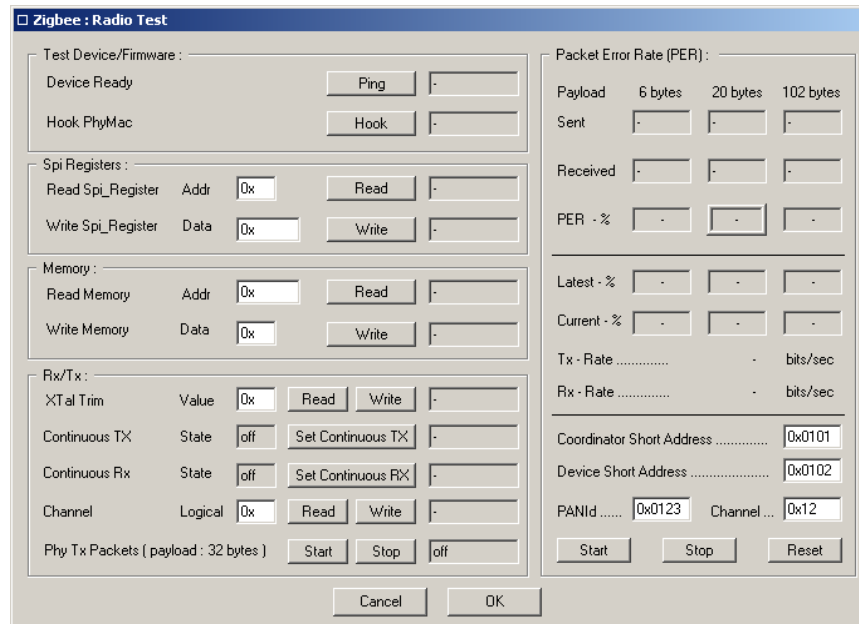 Zigbee : Radio Test
Test Device/Firmware :
Device Ready Ping -
Hook PhyMac Hook -
Spi Registers :
Read Spi_Register Addr 0x Read -
Write Spi_Register Data 0x Write -
Memory :
Read Memory Addr 0x Read -
Write Memory Data 0x Write -
Rx/Tx :
XTal Trim Value 0x Read Write -
Continuous TX State off Set Continuous TX -
Continuous Rx State off Set Continuous RX -
Channel Logical 0x Read Write -
Phy Tx Packets ( payload : 32 bytes ) Start Stop off
Packet Error Rate (PER) :
Payload 6 bytes 20 bytes 102 bytes
Sent - - -
Received - - -
PER - % - - -
Latest - % - - -
Current - % - - -
Tx - Rate .............. - bits/sec
Rx - Rate .............. - bits/sec
Coordinator Short Address .............. 0x0101
Device Short Address ...................... 0x0102
PANId ...... 0x0123 Channel ... 0x12
Start Stop Reset
Cancel OK